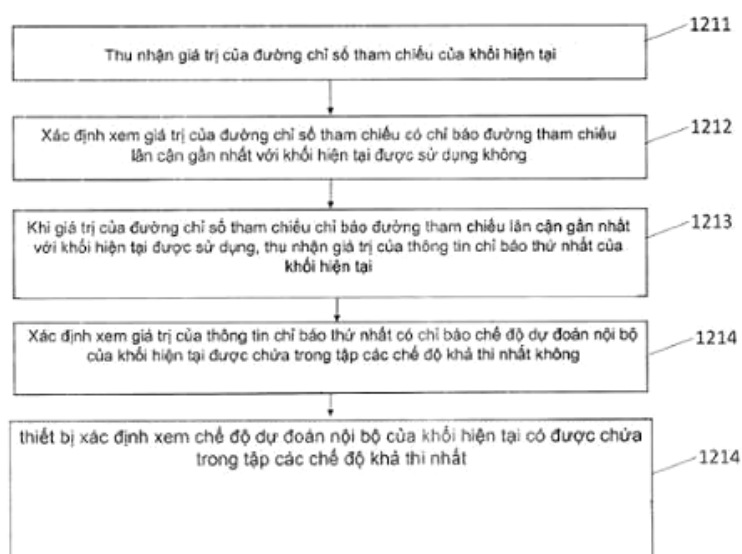 1211
Thu nhận giá trị của đường chỉ số tham chiếu của khối hiện tại
Xác định xem giá trị của đường chỉ số tham chiếu có chỉ báo đường tham chiếu
lân cận gần nhất với khối hiện tại được sử dụng không
1212
Khi giá trị của đường chỉ số tham chiếu chỉ báo đường tham chiếu lân cận gần nhất
với khối hiện tại được sử dụng, thu nhận giá trị của thông tin chỉ báo thứ nhất của
khối hiện tại
1213
Xác định xem giá trị của thông tin chỉ báo thứ nhất có chỉ báo chế độ dự đoán nội bộ
của khối hiện tại được chứa trong tập các chế độ khả thi nhất không
1214
thiết bị xác định xem chế độ dự đoán nội bộ của khối hiện tại có được chứa
trong tập các chế độ khả thi nhất
1214